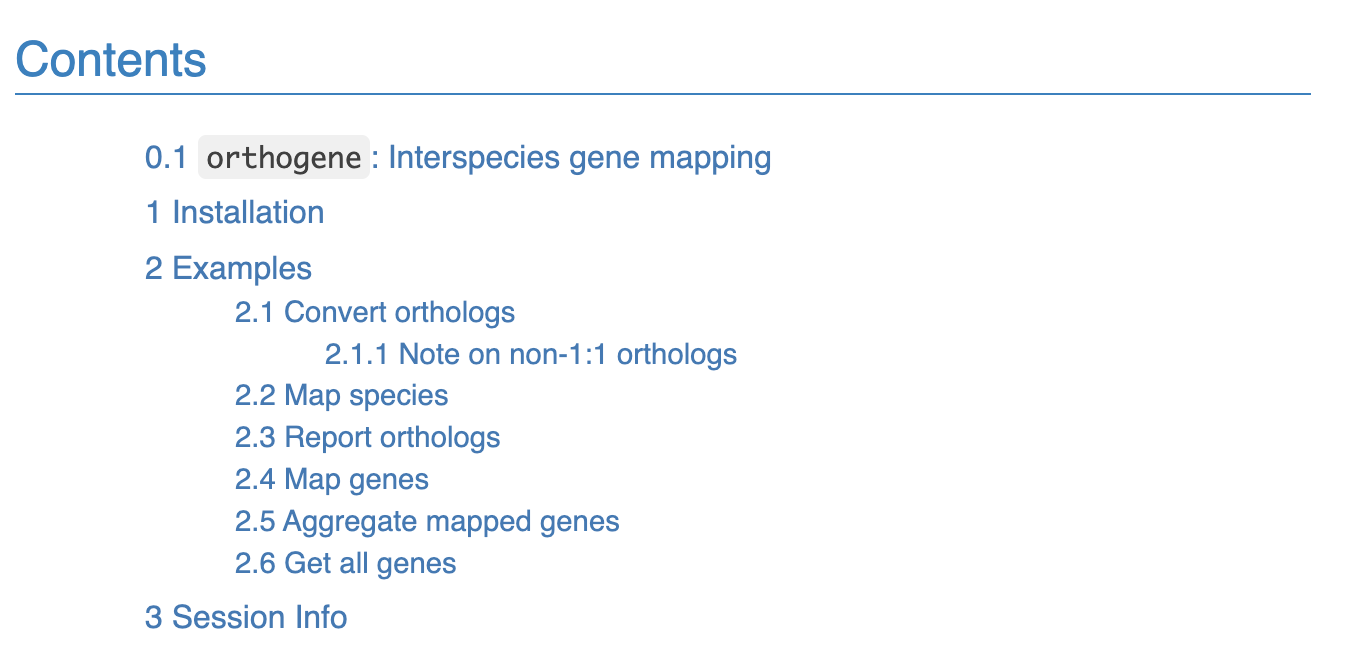 Contents
0.1 orthogene: Interspecies gene mapping
1 Installation
2 Examples
2.1 Convert orthologs
2.1.1 Note on non-1:1 orthologs
2.2 Map species
2.3 Report orthologs
2.4 Map genes
2.5 Aggregate mapped genes
2.6 Get all genes
3 Session Info